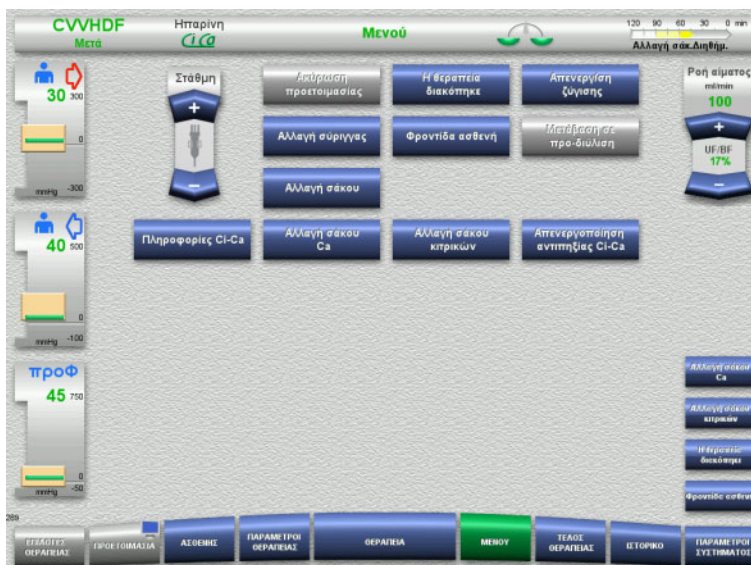 CVVHDF
Μετά
Ηπαρίνη
Ci Ca
Μενού
120 90 60 30 0 min
Αλλαγή σάκ.Διηθήμ.
30
300
0
-300
mmHg
40
500
0
-100
mmHg
προΦ
45
750
0
-50
mmHg
Στάθμη
+
−
Ακύρωση
προετοιμασίας
Η θεραπεία
διακόπηκε
Απενεργίση
ζύγισης
Αλλαγή σύριγγας
Φροντίδα ασθενή
Μετάβαση σε
προ-διύλιση
Αλλαγή σάκου
Πληροφορίες Ci-Ca
Αλλαγή σάκου
Ca
Αλλαγή σάκου
κιτρικών
Απενεργοποίηση
αντιπηξίας Ci-Ca
Ροή αίματος
ml/min
100
+
UF/BF
17%
−
Αλλαγή σάκου
Ca
Αλλαγή σάκου
κιτρικών
Η θεραπεία
διακόπηκε
Φροντίδα ασθενή
269
ΕΠΙΛΟΓΕΣ
ΘΕΡΑΠΕΙΑΣ
ΠΡΟΕΤΟΙΜΑΣΙΑ
ΑΣΘΕΝΗΣ
ΠΑΡΑΜΕΤΡΟΙ
ΘΕΡΑΠΕΙΑΣ
ΘΕΡΑΠΕΙΑ
ΜΕΝΟΥ
ΤΕΛΟΣ
ΘΕΡΑΠΕΙΑΣ
ΙΣΤΟΡΙΚΟ
ΠΑΡΑΜΕΤΡΟΙ
ΣΥΣΤΗΜΑΤΟΣ